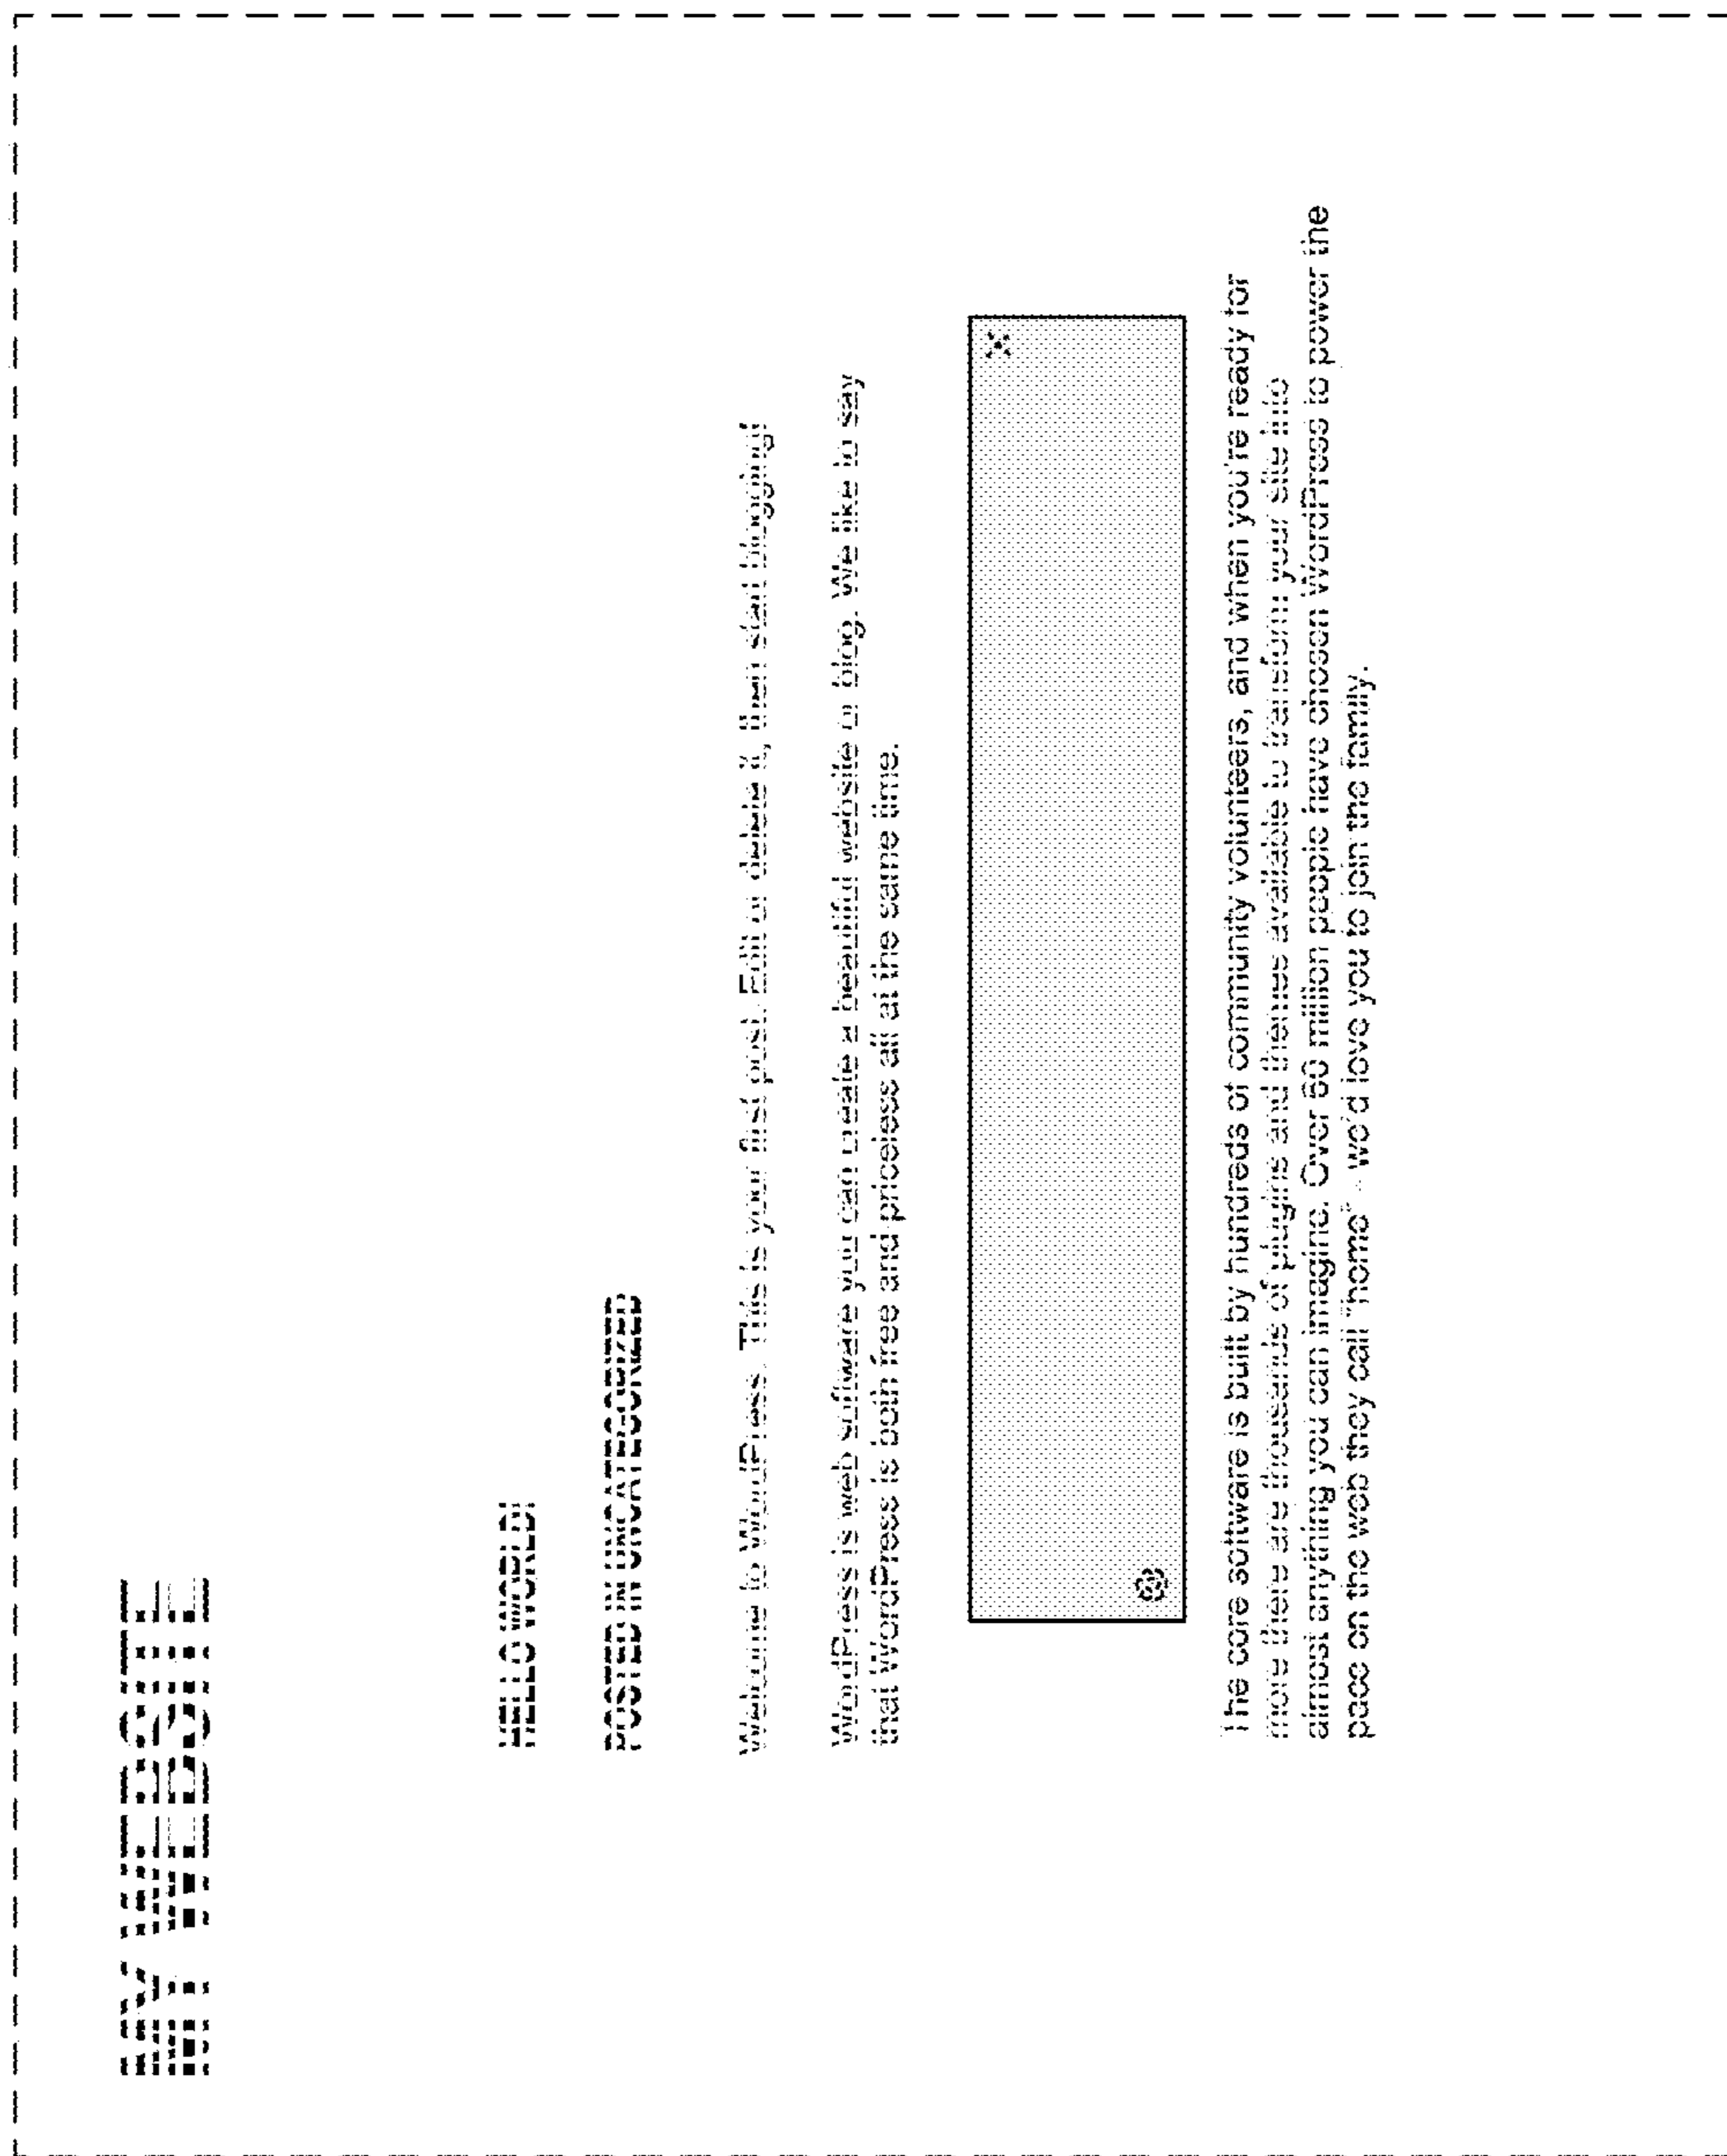 MY WEBSITE
HELLO WORLD!
POSTED IN UNCATEGORIZED
Welcome to WordPress. This is your first post. Edit or delete it, then start blogging!
WordPress is web software you can create a beautiful website or blog. We like to say
that WordPress is both free and priceless all at the same time.
The core software is built by hundreds of community volunteers, and when you're ready for
more there are thousands of plugins and themes available to transform your site into
almost anything you can imagine. Over 60 million people have chosen WordPress to power the
place on the web they call "home" - we'd love you to join the family.